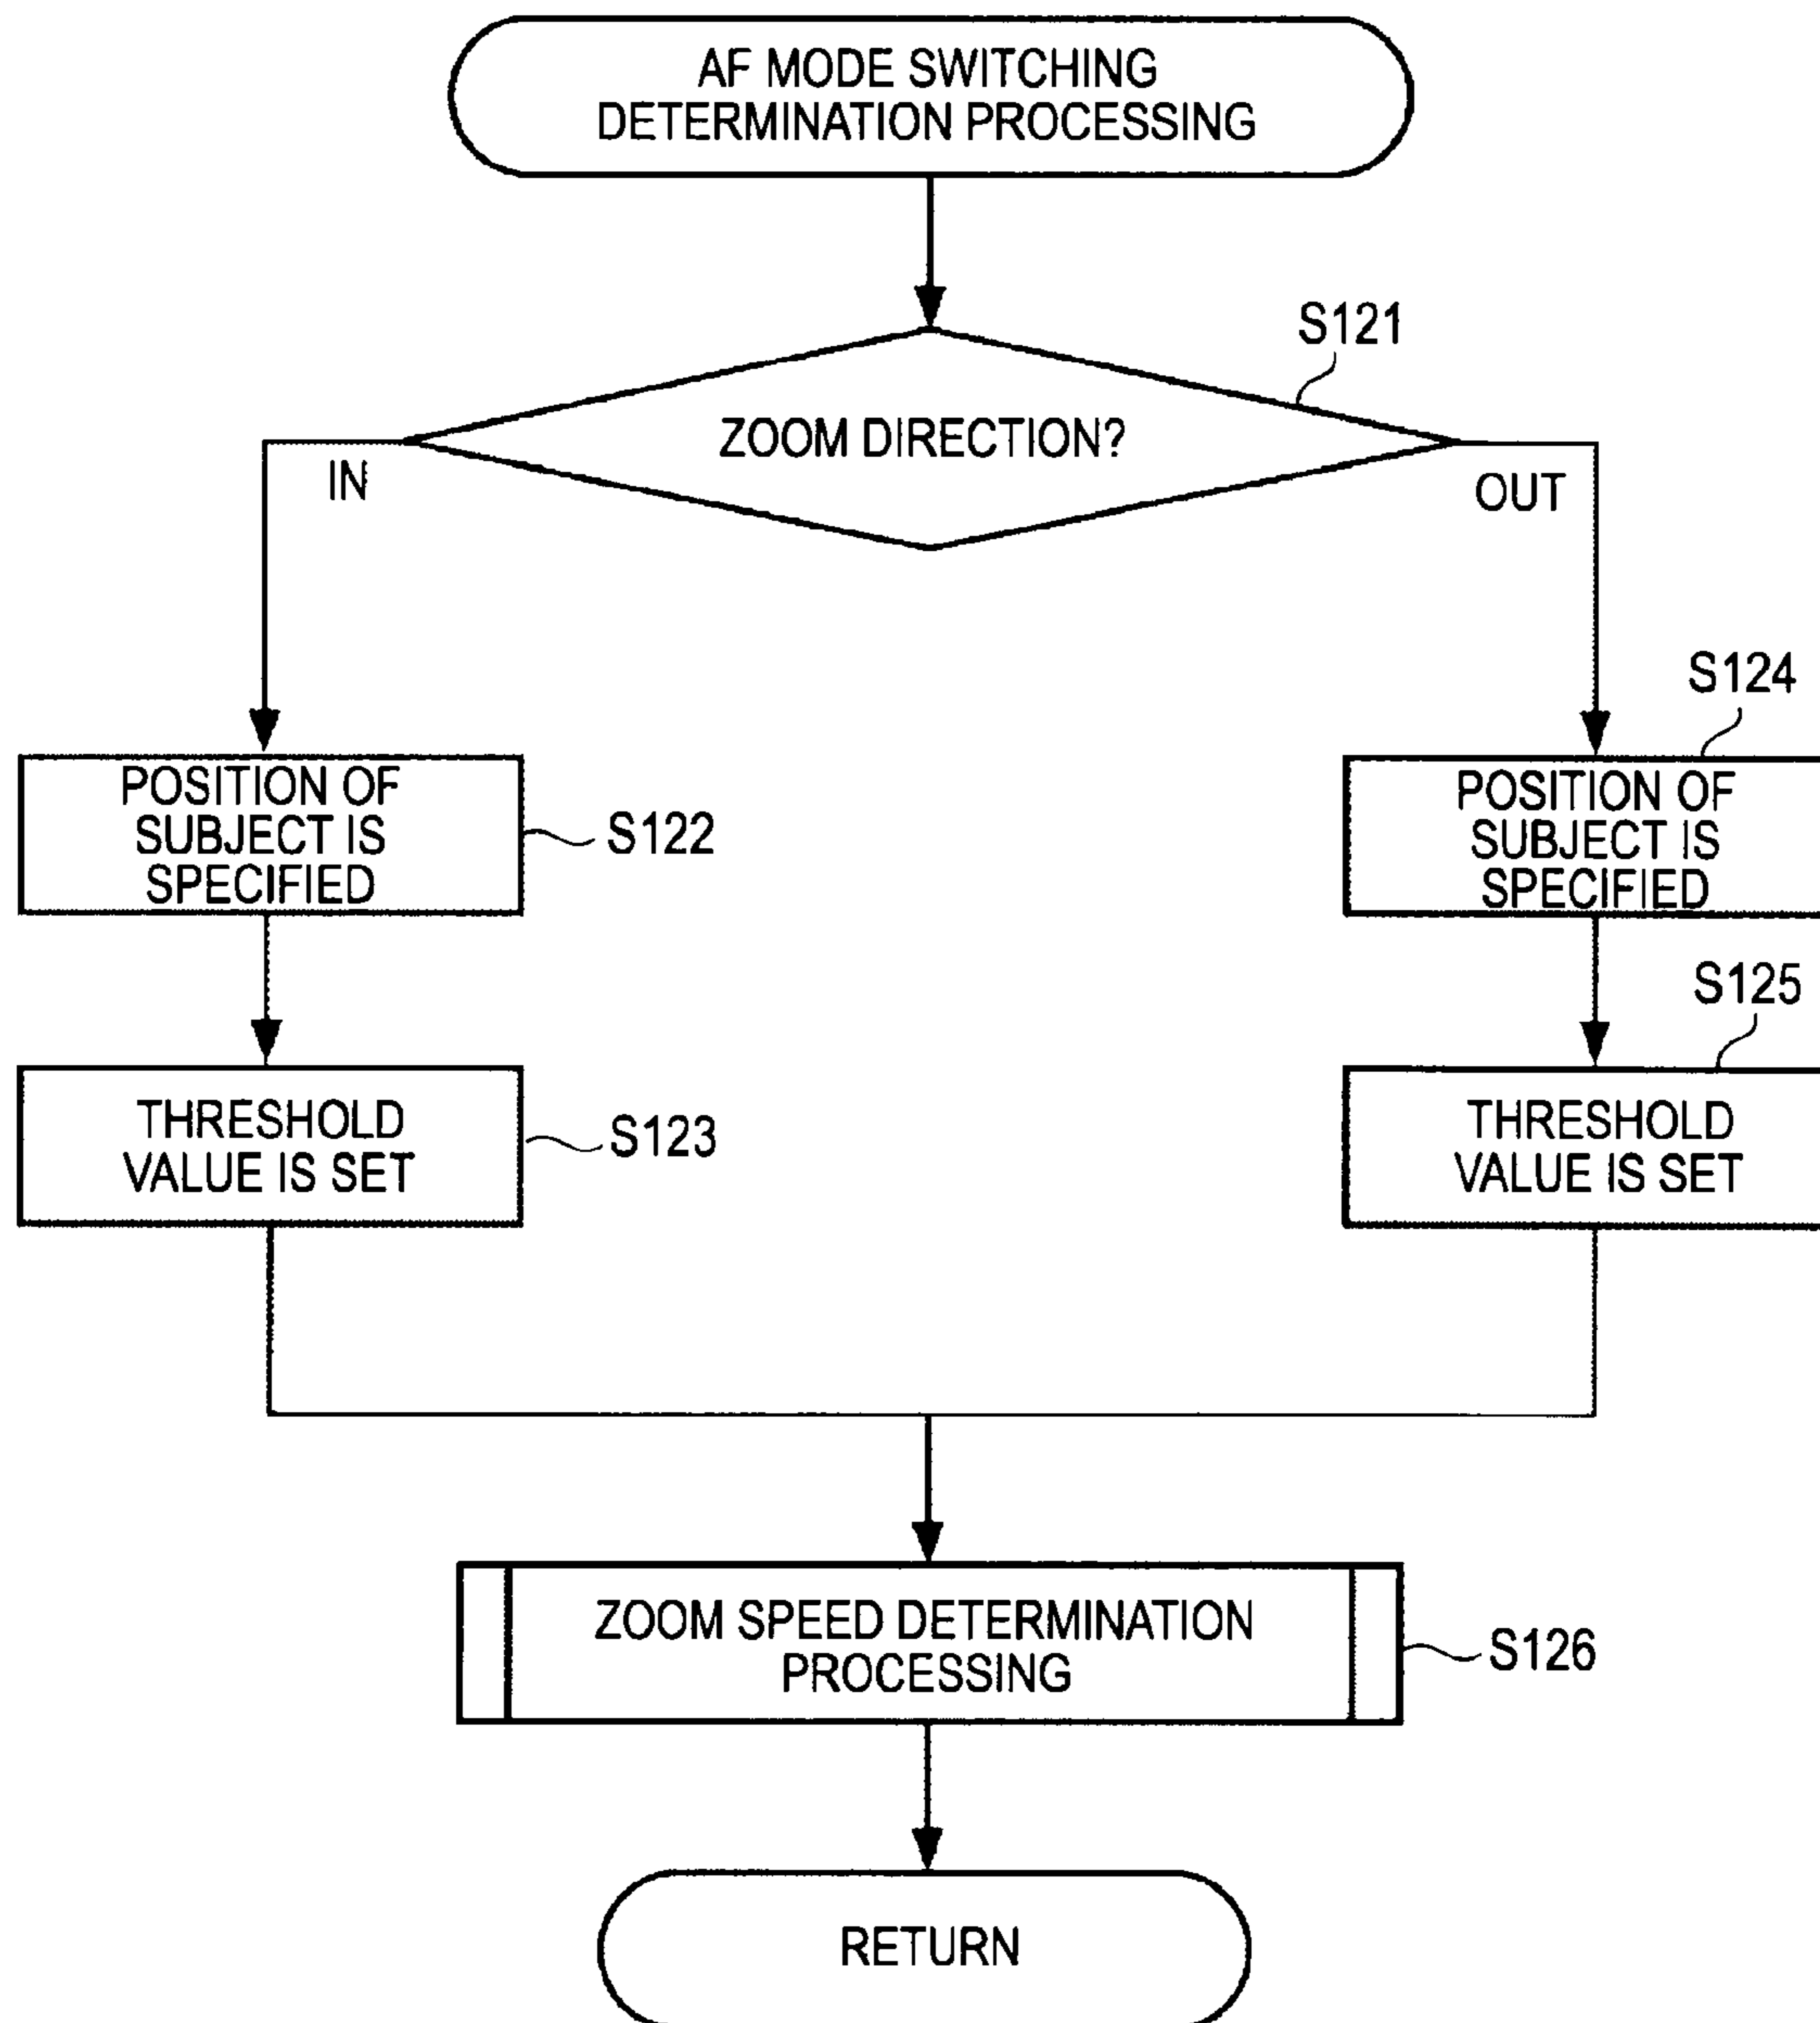 AF MODE SWITCHING
DETERMINATION PROCESSING
S121
ZOOM DIRECTION?
IN
OUT
POSITION OF
SUBJECT IS
SPECIFIED
S122
S124
POSITION OF
SUBJECT IS
SPECIFIED
THRESHOLD
VALUE IS SET
S123
S125
THRESHOLD
VALUE IS SET
ZOOM SPEED DETERMINATION
PROCESSING
S126
RETURN